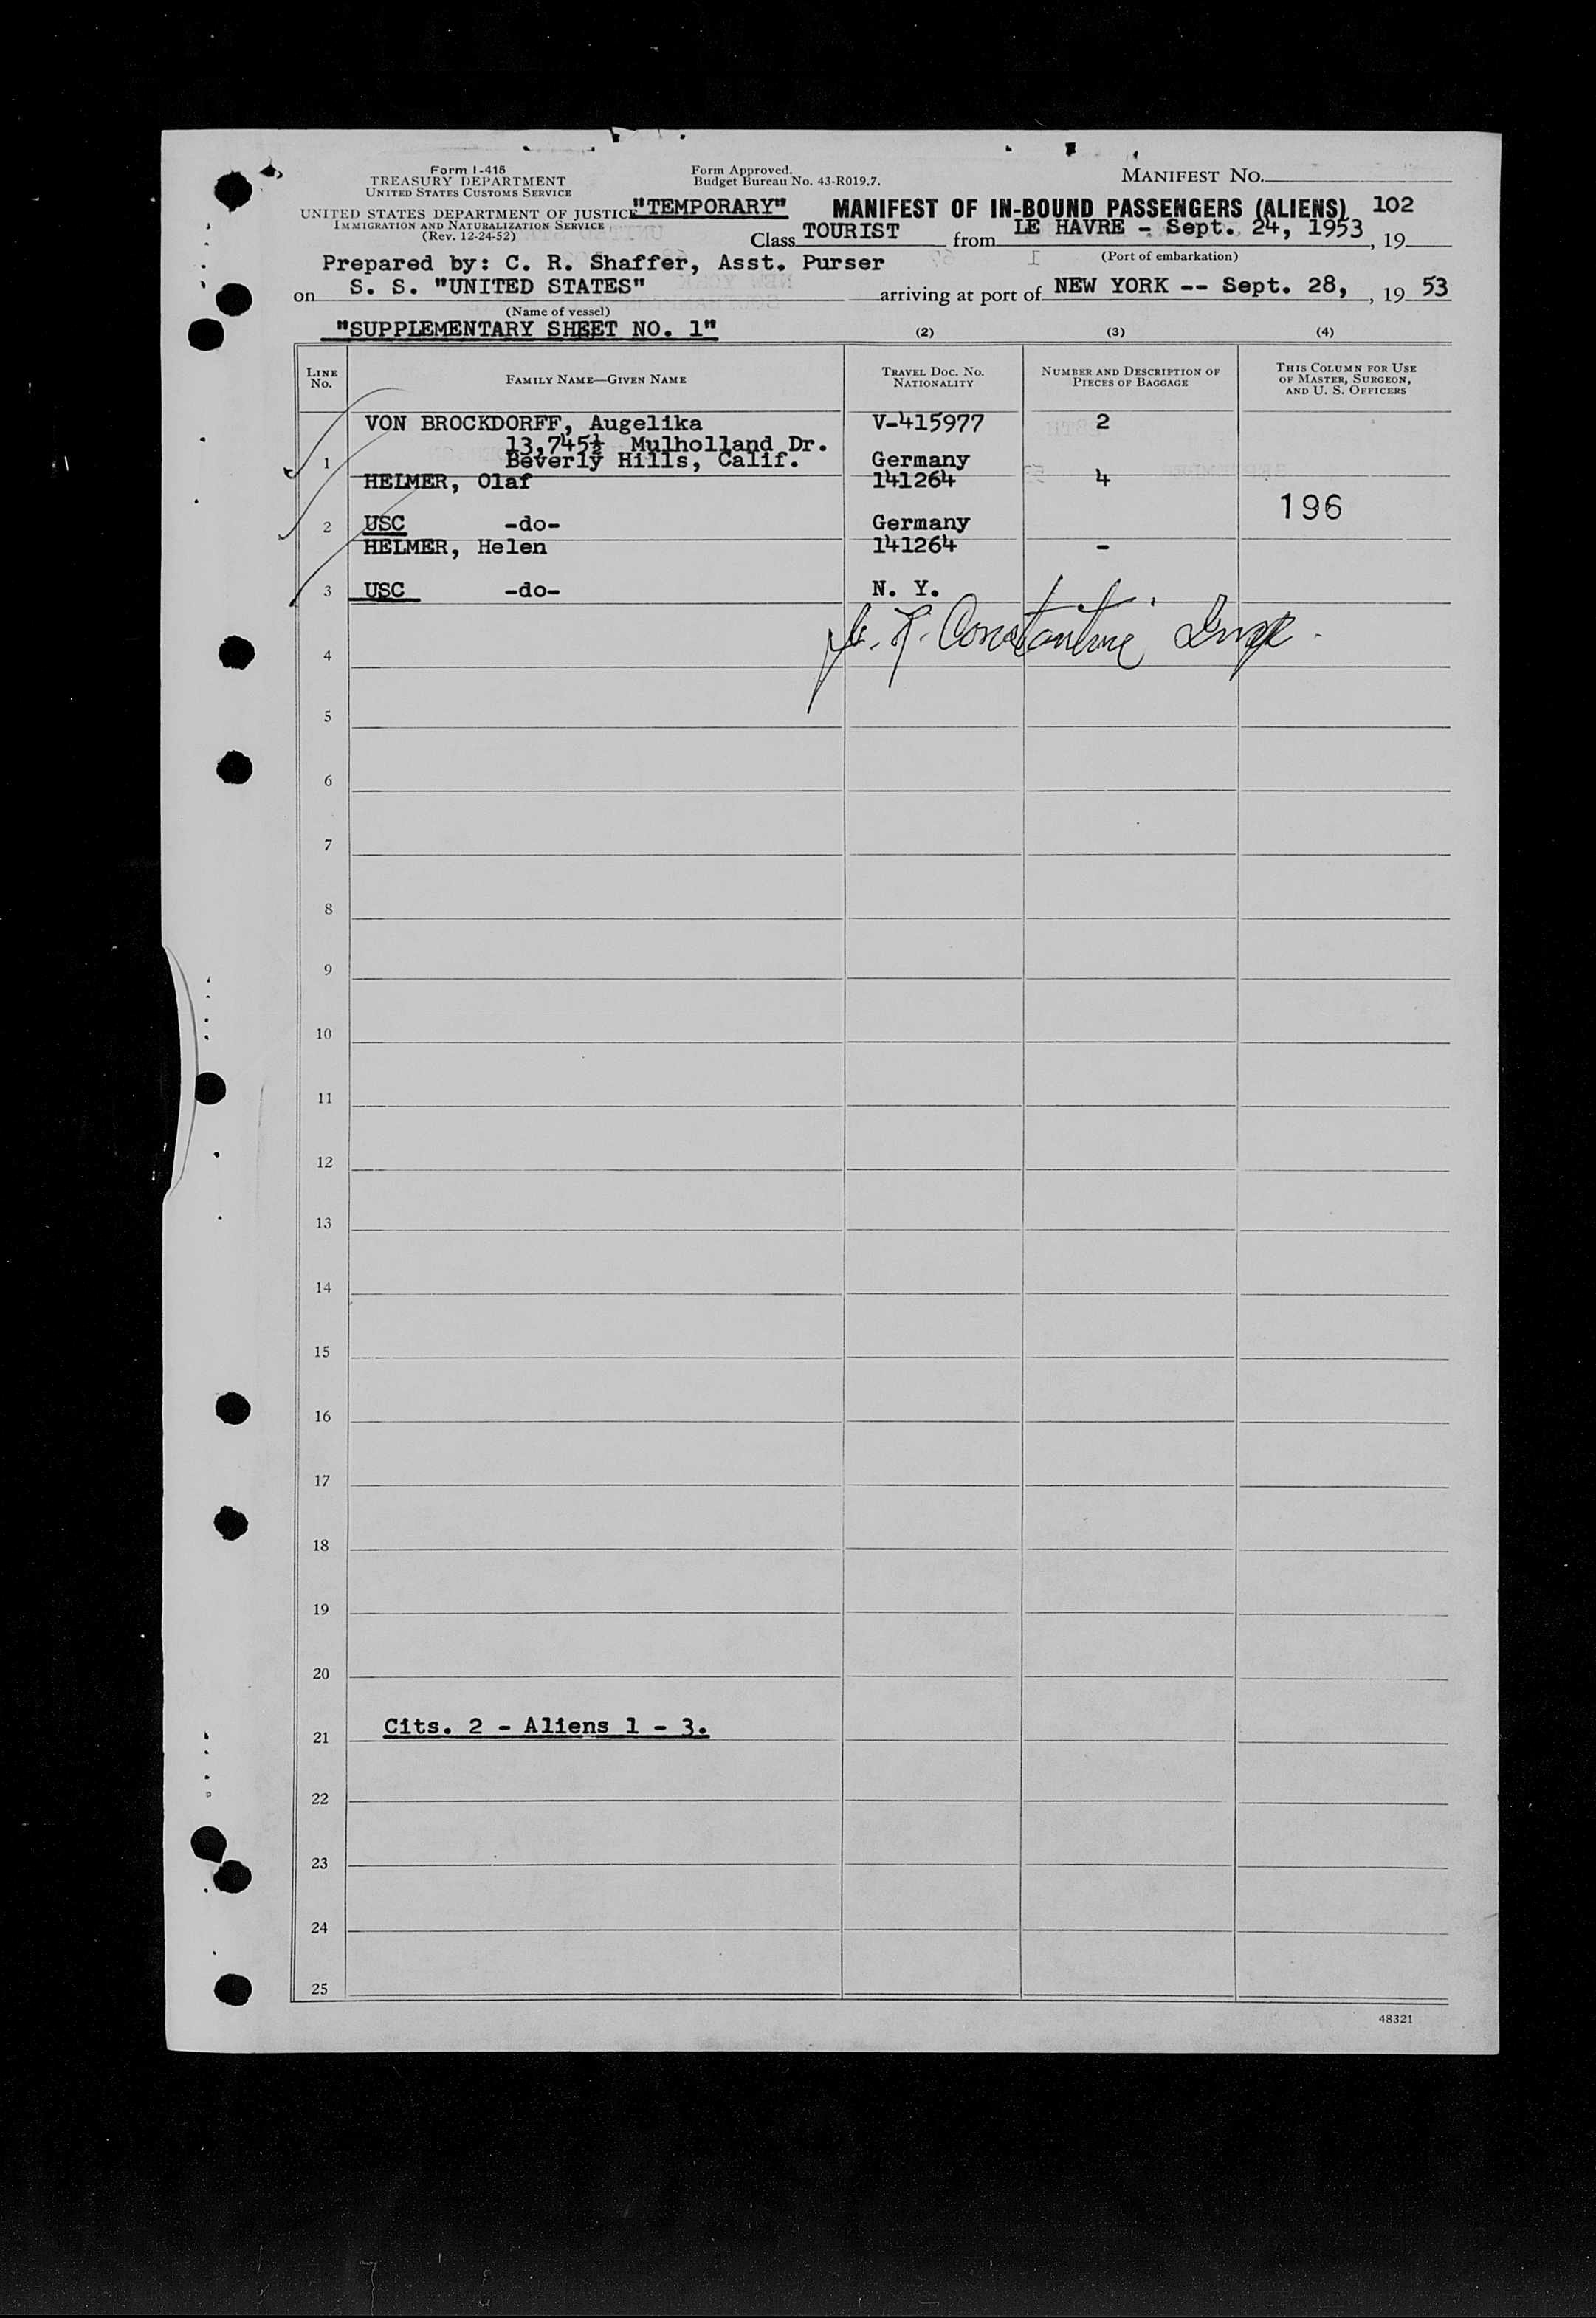 Form I-415
TREASURY DEPARTMENT
UNITED STATES CUSTOMS SERVICE
UNITED STATES DEPARTMENT OF JUSTICE
IMMIGRATION AND NATURALIZATION SERVICE
(Rev. 12-24-52)
Form Approved.
Budget Bureau No. 43-R019.7.
MANIFEST NO.
"TEMPORARY" MANIFEST OF IN-BOUND PASSENGERS (ALIENS) 102
Class TOURIST from LE HAVRE - Sept. 24, 1953, 19
(Port of embarkation)
Prepared by: C. R. Shaffer, Asst. Purser
on S. S. "UNITED STATES" arriving at port of NEW YORK -- Sept. 28, , 19 53
(Name of vessel)
"SUPPLEMENTARY SHEET NO. 1" (2) (3) (4)
LINE NO. FAMILY NAME—GIVEN NAME TRAVEL DOC. NO. NATIONALITY NUMBER AND DESCRIPTION OF PIECES OF BAGGAGE THIS COLUMN FOR USE OF MASTER, SURGEON, AND U. S. OFFICERS
VON BROCKDORFF, Augelika V-415977 2
13,745½ Mulholland Dr.
1 Beverly Hills, Calif. Germany
HELMER, Olaf 141264 4
196
2 USC -do- Germany
HELMER, Helen 141264 -
3 USC -do- N. Y.
R. Constantine
4
5
6
7
8
9
10
11
12
13
14
15
16
17
18
19
20
Cits. 2 - Aliens 1 - 3.
21
22
23
24
25
48321